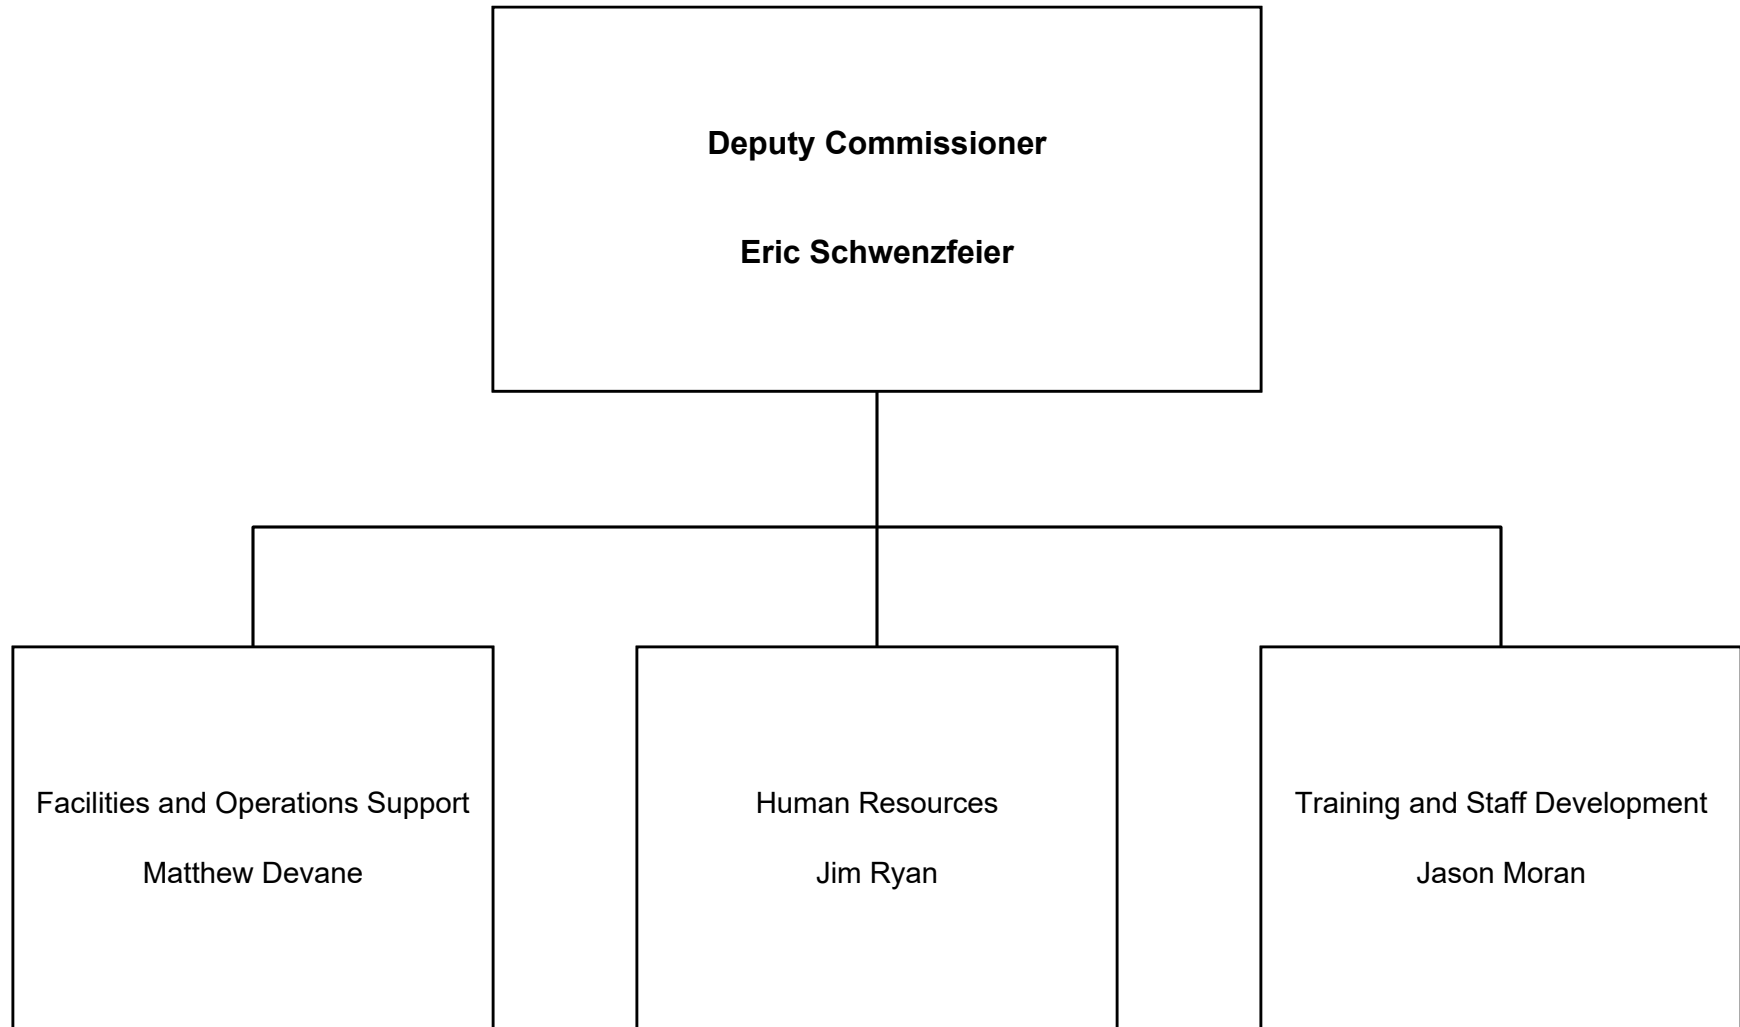 Deputy Commissioner
Eric Schwenzfeier
Facilities and Operations Support
Matthew Devane
Human Resources
Jim Ryan
Training and Staff Development
Jason Moran